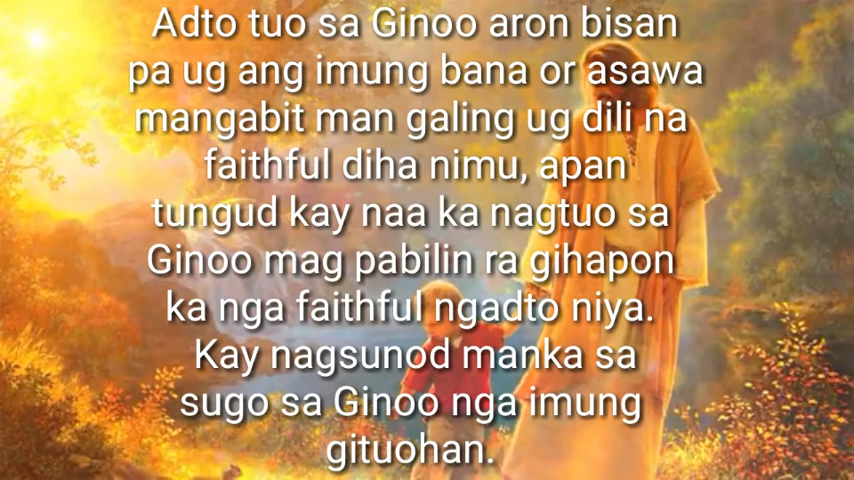 Adto tuo sa Ginoo aron bisan
pa ug ang imung bana or asawa
mangabit man galing ug dili na
faithful diha nimu, apan
tungud kay naa ka nagtuo sa
Ginoo mag pabilin ra gihapon
ka nga faithful ngadto niya.
Kay nagsunod manka sa
sugo sa Ginoo nga imung
gituohan.